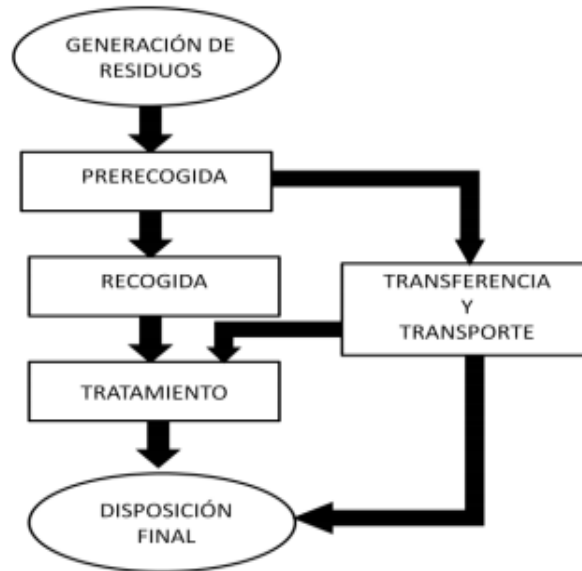 GENERACIÓN DE
RESIDUOS
PRERECOGIDA
RECOGIDA
TRANSFERENCIA
Y
TRANSPORTE
TRATAMIENTO
DISPOSICIÓN
FINAL